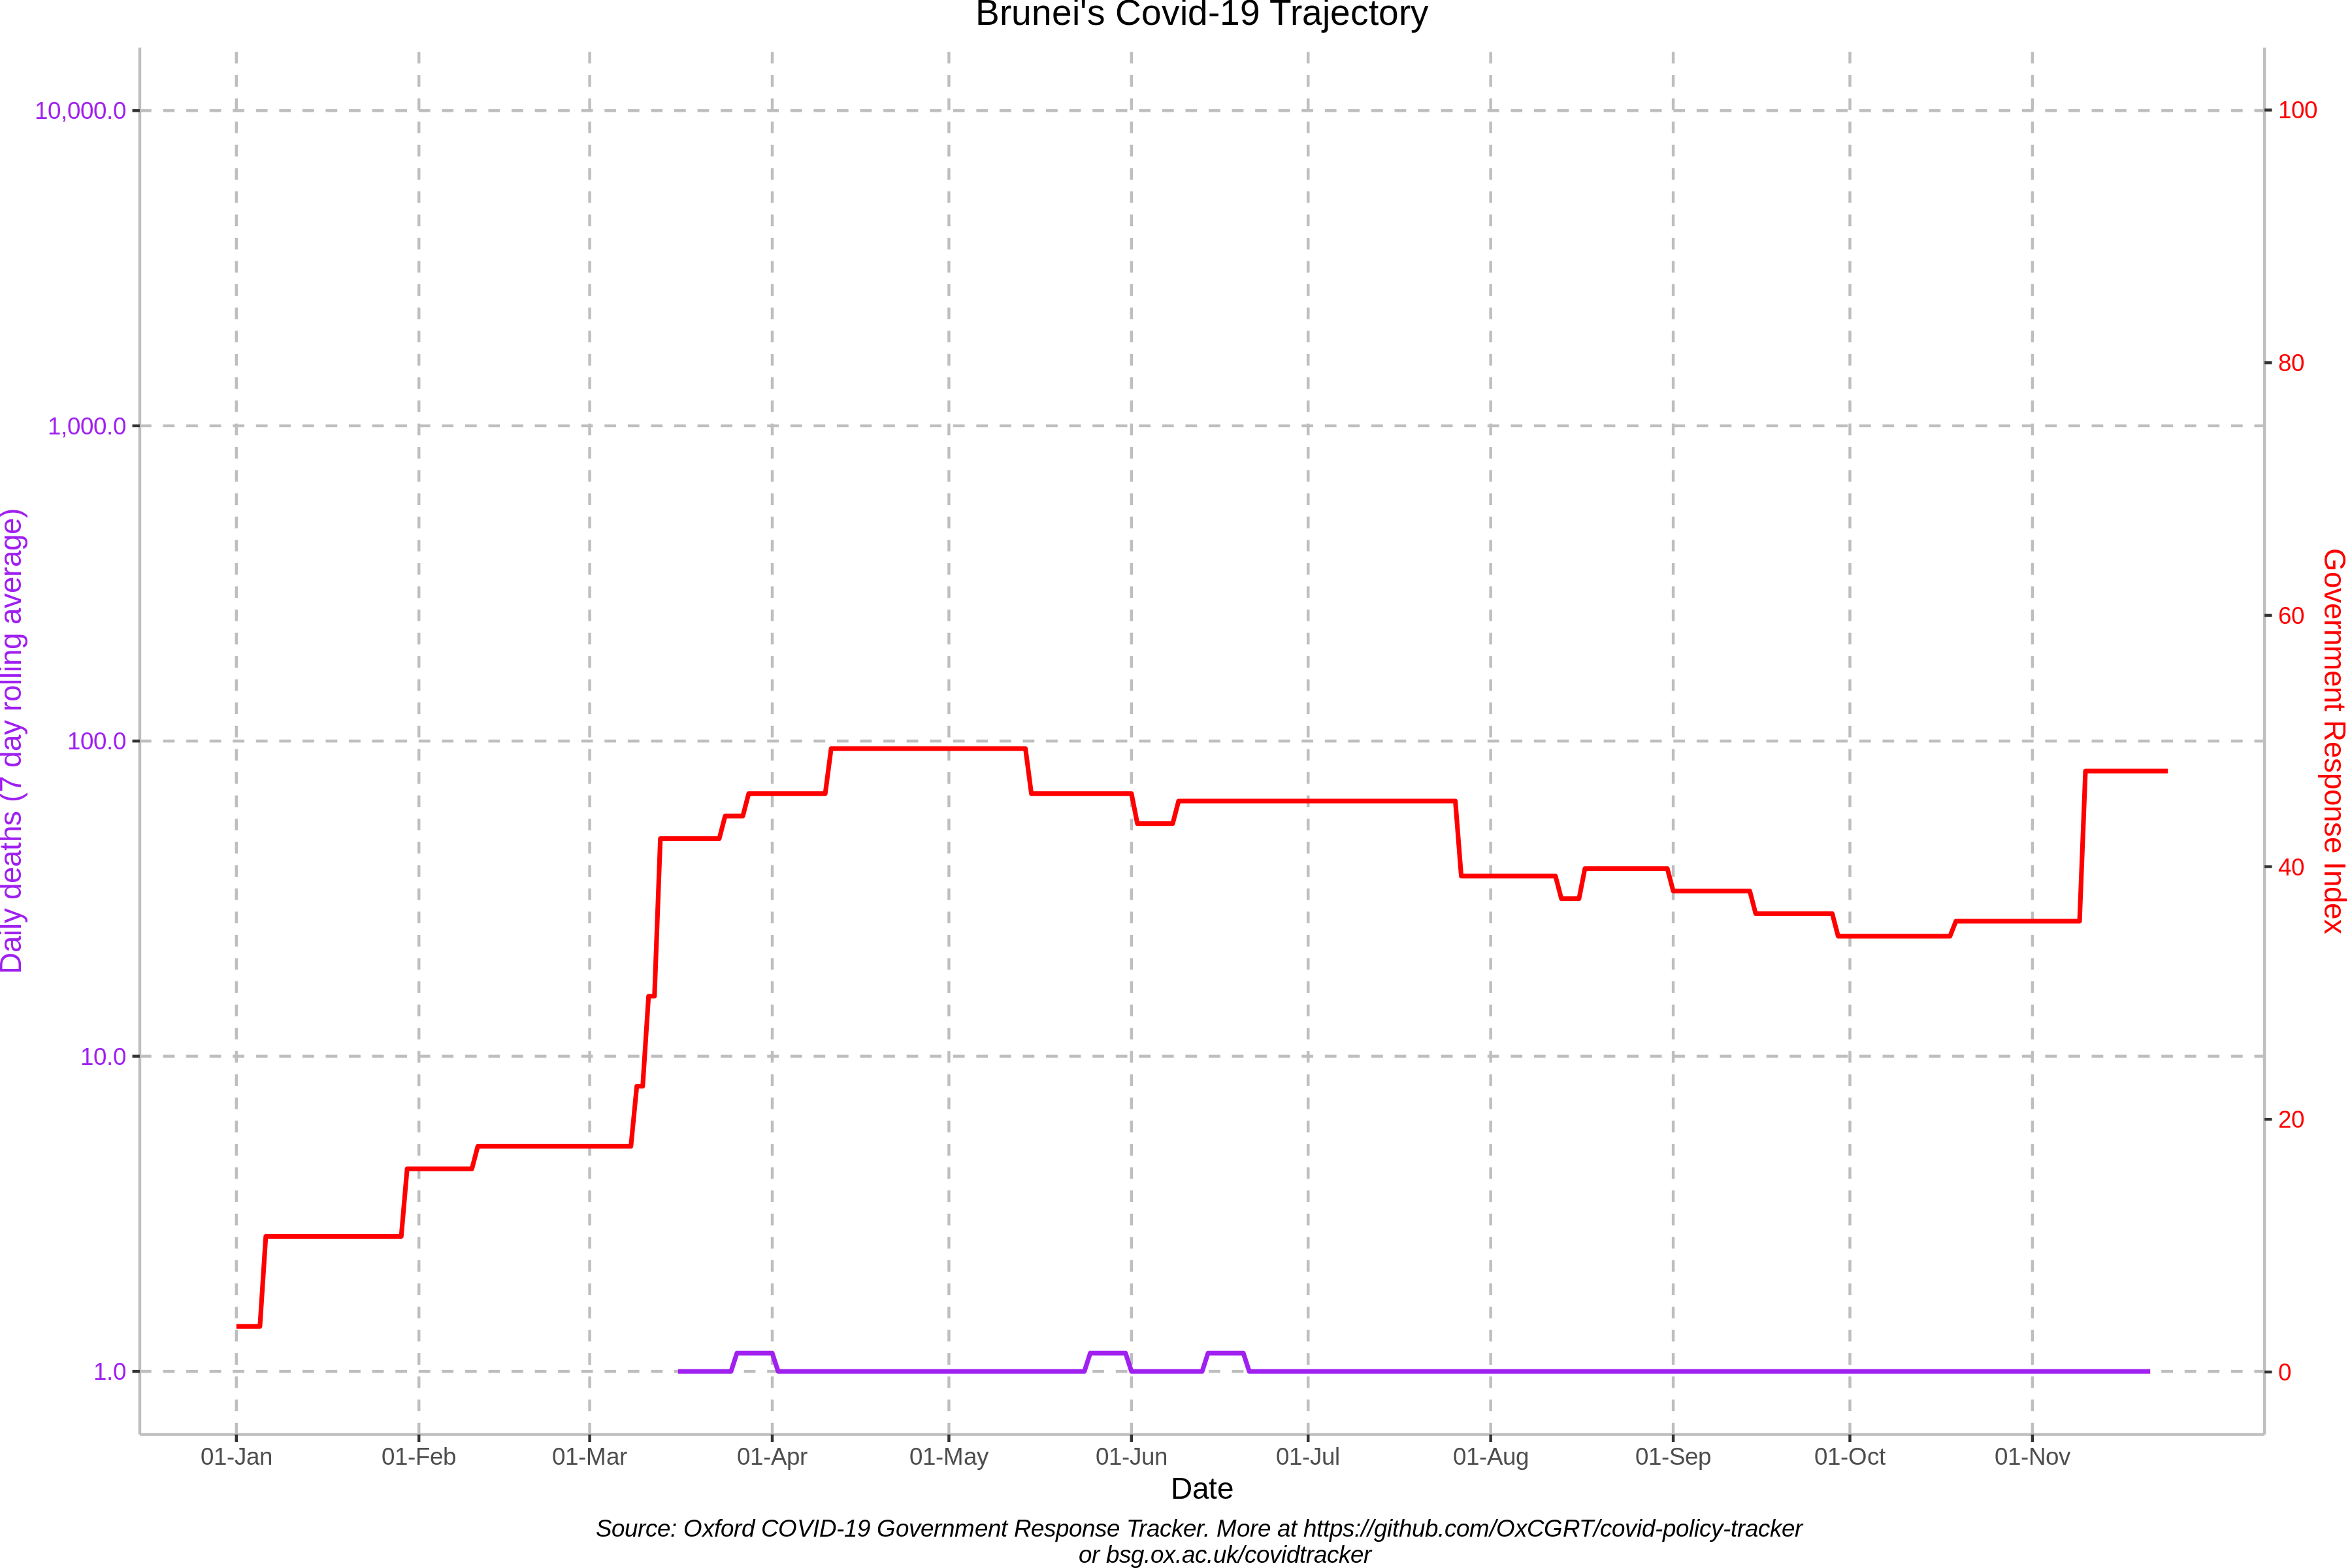 Brunei's Covid-19 Trajectory
10,000.0
1,000.0
100.0
10.0
1.0
Daily deaths (7 day rolling average)
100
80
60
40
20
0
Government Response Index
01-Jan
01-Feb
01-Mar
01-Apr
01-May
01-Jun
01-Jul
01-Aug
01-Sep
01-Oct
01-Nov
Date
Source: Oxford COVID-19 Government Response Tracker. More at https://github.com/OxCGRT/covid-policy-tracker
or bsg.ox.ac.uk/covidtracker